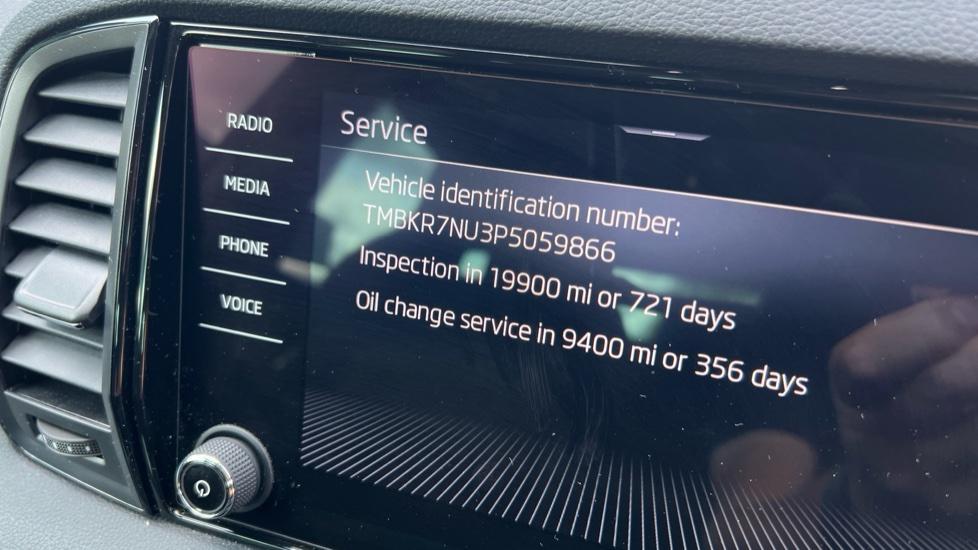 RADIO
MEDIA
PHONE
VOICE
Service
Vehicle identification number:
TMBKR7NU3P5059866
Inspection in 19900 mi or 721 days
Oil change service in 9400 mi or 356 days